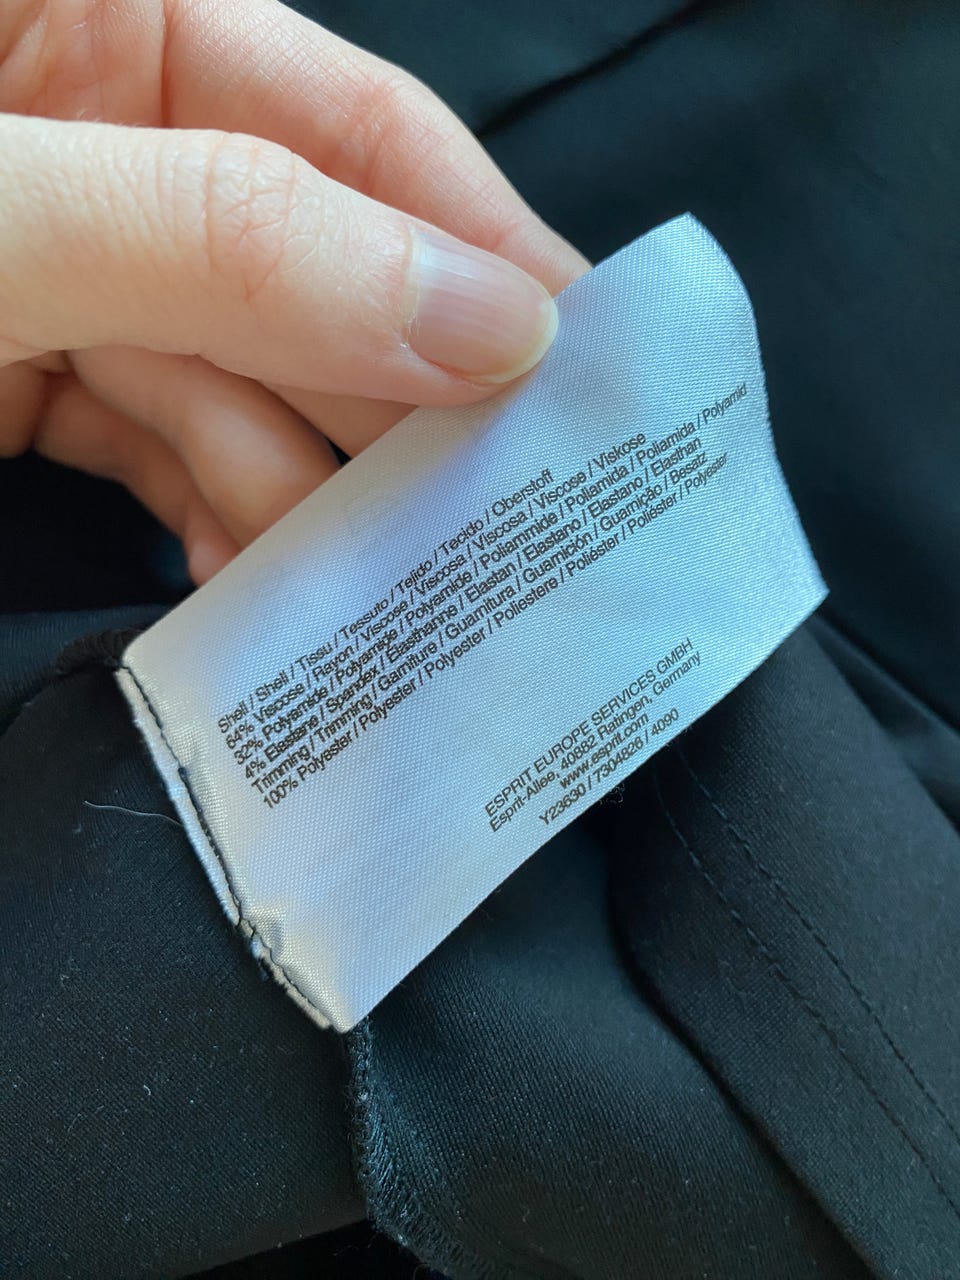 Shell / Shell / Tissu / Tessuto / Tejido / Tecido / Oberstoff
64% Viscose / Rayon / Viscose / Viscosa / Viscosa / Viscose / Viskose
32% Polyamide / Polyamide / Polyamide / Poliammide / Poliamida / Poliamida / Polyamid
4% Elastane / Spandex / Elasthanne / Elastan / Elastano / Elastano / Elasthan
Trimming / Trimming / Garniture / Guarnitura / Guarnición / Guarnição / Besatz
100% Polyester / Polyester / Polyester / Poliestere / Poliéster / Poliéster / Polyester
ESPRIT EUROPE SERVICES GMBH
Esprit-Allee, 40882 Ratingen, Germany
www.esprit.com
Y23630 / 7304826 / 4090